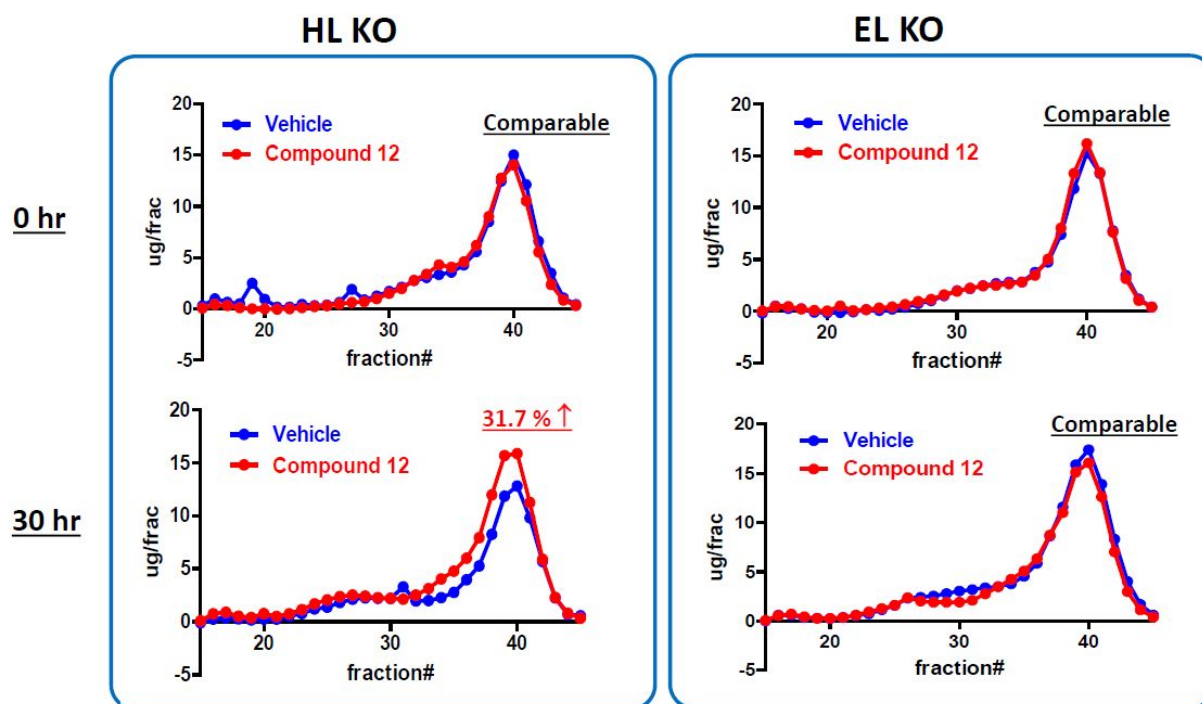 HL KO
EL KO
0 hr
20
15
10
5
0
-5
ug/frac
Vehicle
Compound 12
Comparable
20
30
40
fraction#
20
15
10
5
0
-5
ug/frac
Vehicle
Compound 12
Comparable
20
30
40
fraction#
30 hr
20
15
10
5
0
-5
ug/frac
Vehicle
Compound 12
31.7 % ↑
20
30
40
fraction#
20
15
10
5
0
-5
ug/frac
Vehicle
Compound 12
Comparable
20
30
40
fraction#